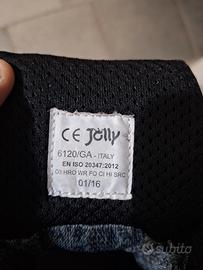 CE Jolly
6120/GA - ITALY
EN ISO 20347:2012
O3 HRO WR FO CI HI SRC
01/16
subito